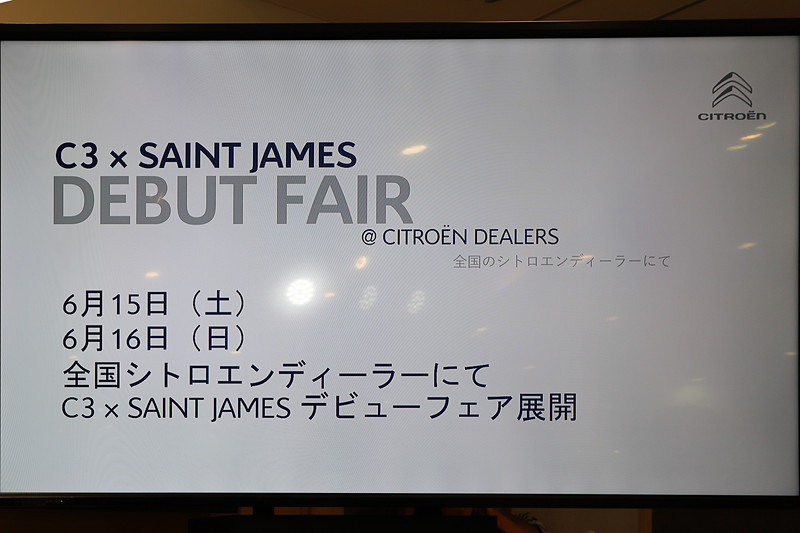 CITROËN
C3 × SAINT JAMES
DEBUT FAIR
@ CITROËN DEALERS
全国のシトロエンディーラーにて
6月15日（土）
6月16日（日）
全国シトロエンディーラーにて
C3 × SAINT JAMES デビューフェア展開